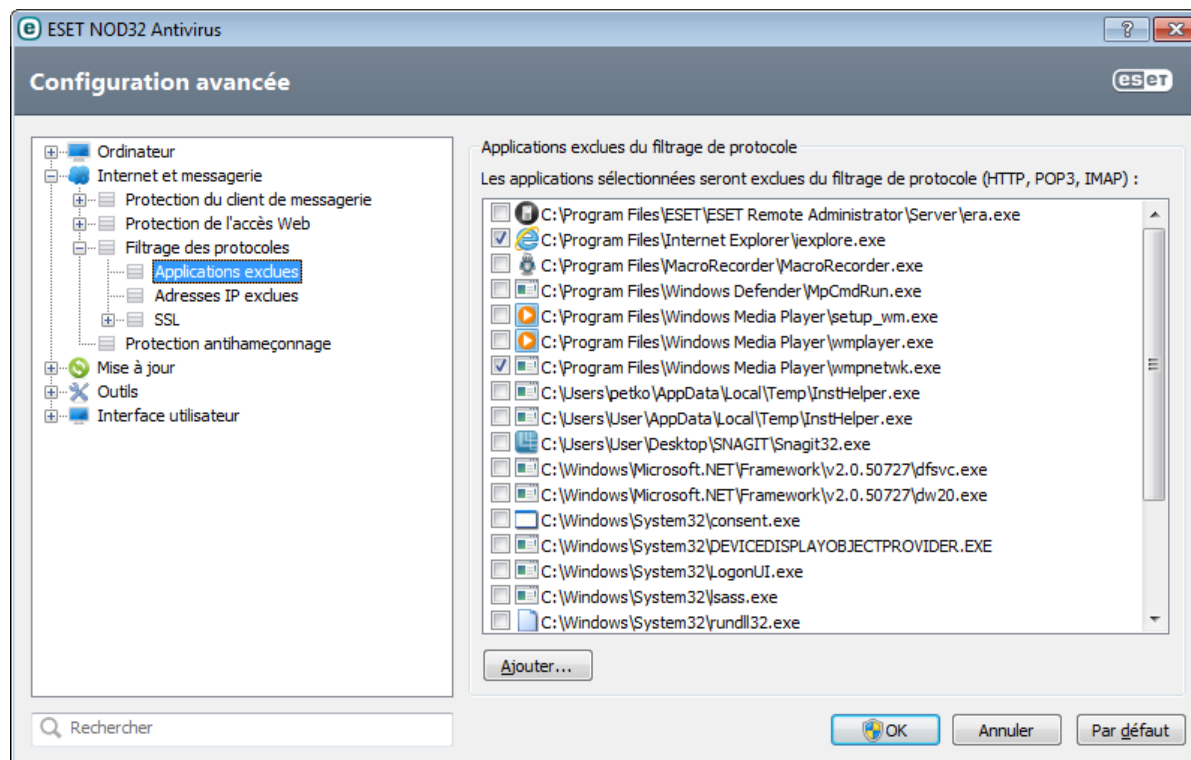 ESET NOD32 Antivirus
Configuration avancée
eseT
Ordinateur
Internet et messagerie
Protection du client de messagerie
Protection de l'accès Web
Filtrage des protocoles
Applications exclues
Adresses IP exclues
SSL
Protection antihameçonnage
Mise à jour
Outils
Interface utilisateur
Rechercher
Applications exclues du filtrage de protocole
Les applications sélectionnées seront exclues du filtrage de protocole (HTTP, POP3, IMAP) :
C:\Program Files\ESET\ESET Remote Administrator\Server\era.exe
C:\Program Files\Internet Explorer\iexplore.exe
C:\Program Files\MacroRecorder\MacroRecorder.exe
C:\Program Files\Windows Defender\MpCmdRun.exe
C:\Program Files\Windows Media Player\setup_wm.exe
C:\Program Files\Windows Media Player\wmplayer.exe
C:\Program Files\Windows Media Player\wmpnetwk.exe
C:\Users\petko\AppData\Local\Temp\InstHelper.exe
C:\Users\User\AppData\Local\Temp\InstHelper.exe
C:\Users\User\Desktop\SNAGIT\Snagit32.exe
C:\Windows\Microsoft.NET\Framework\v2.0.50727\dfsvc.exe
C:\Windows\Microsoft.NET\Framework\v2.0.50727\dw20.exe
C:\Windows\System32\consent.exe
C:\Windows\System32\DEVICEDISPLAYOBJECTPROVIDER.EXE
C:\Windows\System32\LogonUI.exe
C:\Windows\System32\lsass.exe
C:\Windows\System32\rundll32.exe
Ajouter...
OK
Annuler
Par défaut